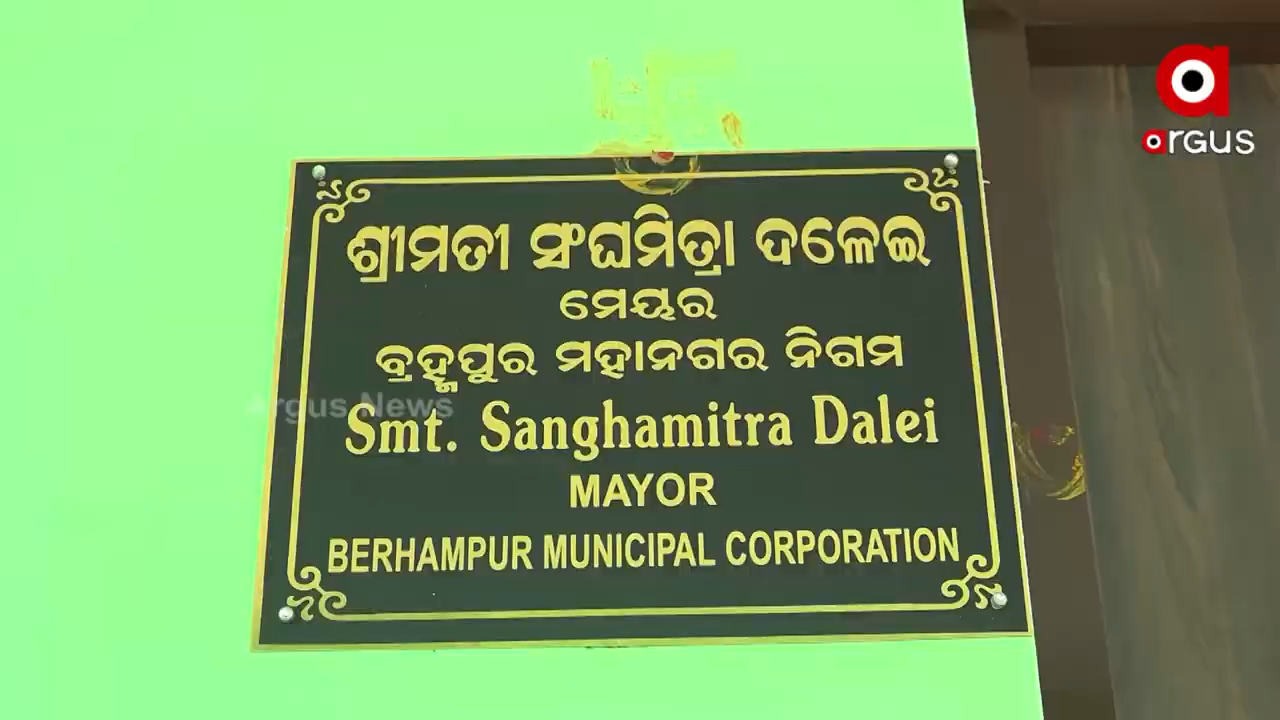 argus
ଶ୍ରୀମତୀ ସଂଘମିତ୍ରା ଦଳେଇ
ମେୟର
ବ୍ରହ୍ମପୁର ମହାନଗର ନିଗମ
Argus News
Smt. Sanghamitra Dalei
MAYOR
BERHAMPUR MUNICIPAL CORPORATION